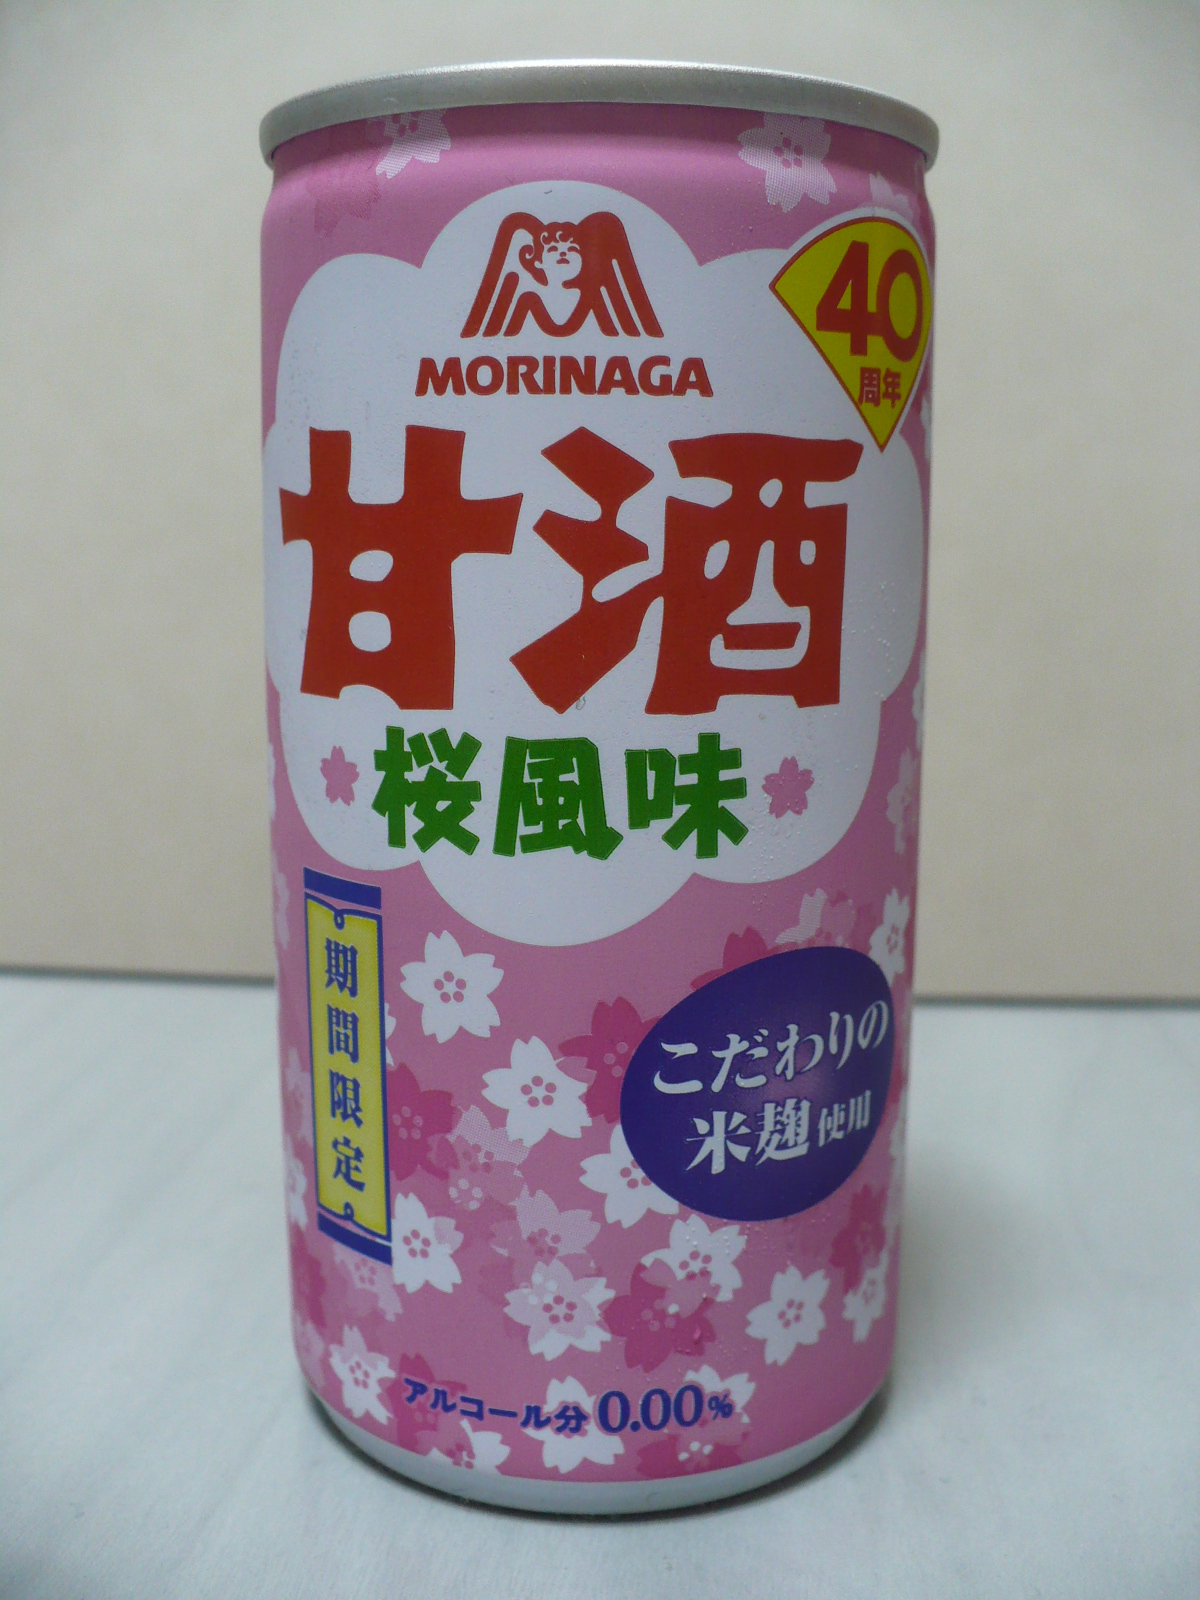 MORINAGA
40
周年
甘酒
桜風味
期間限定
こだわりの
米麹使用
アルコール分 0.00%